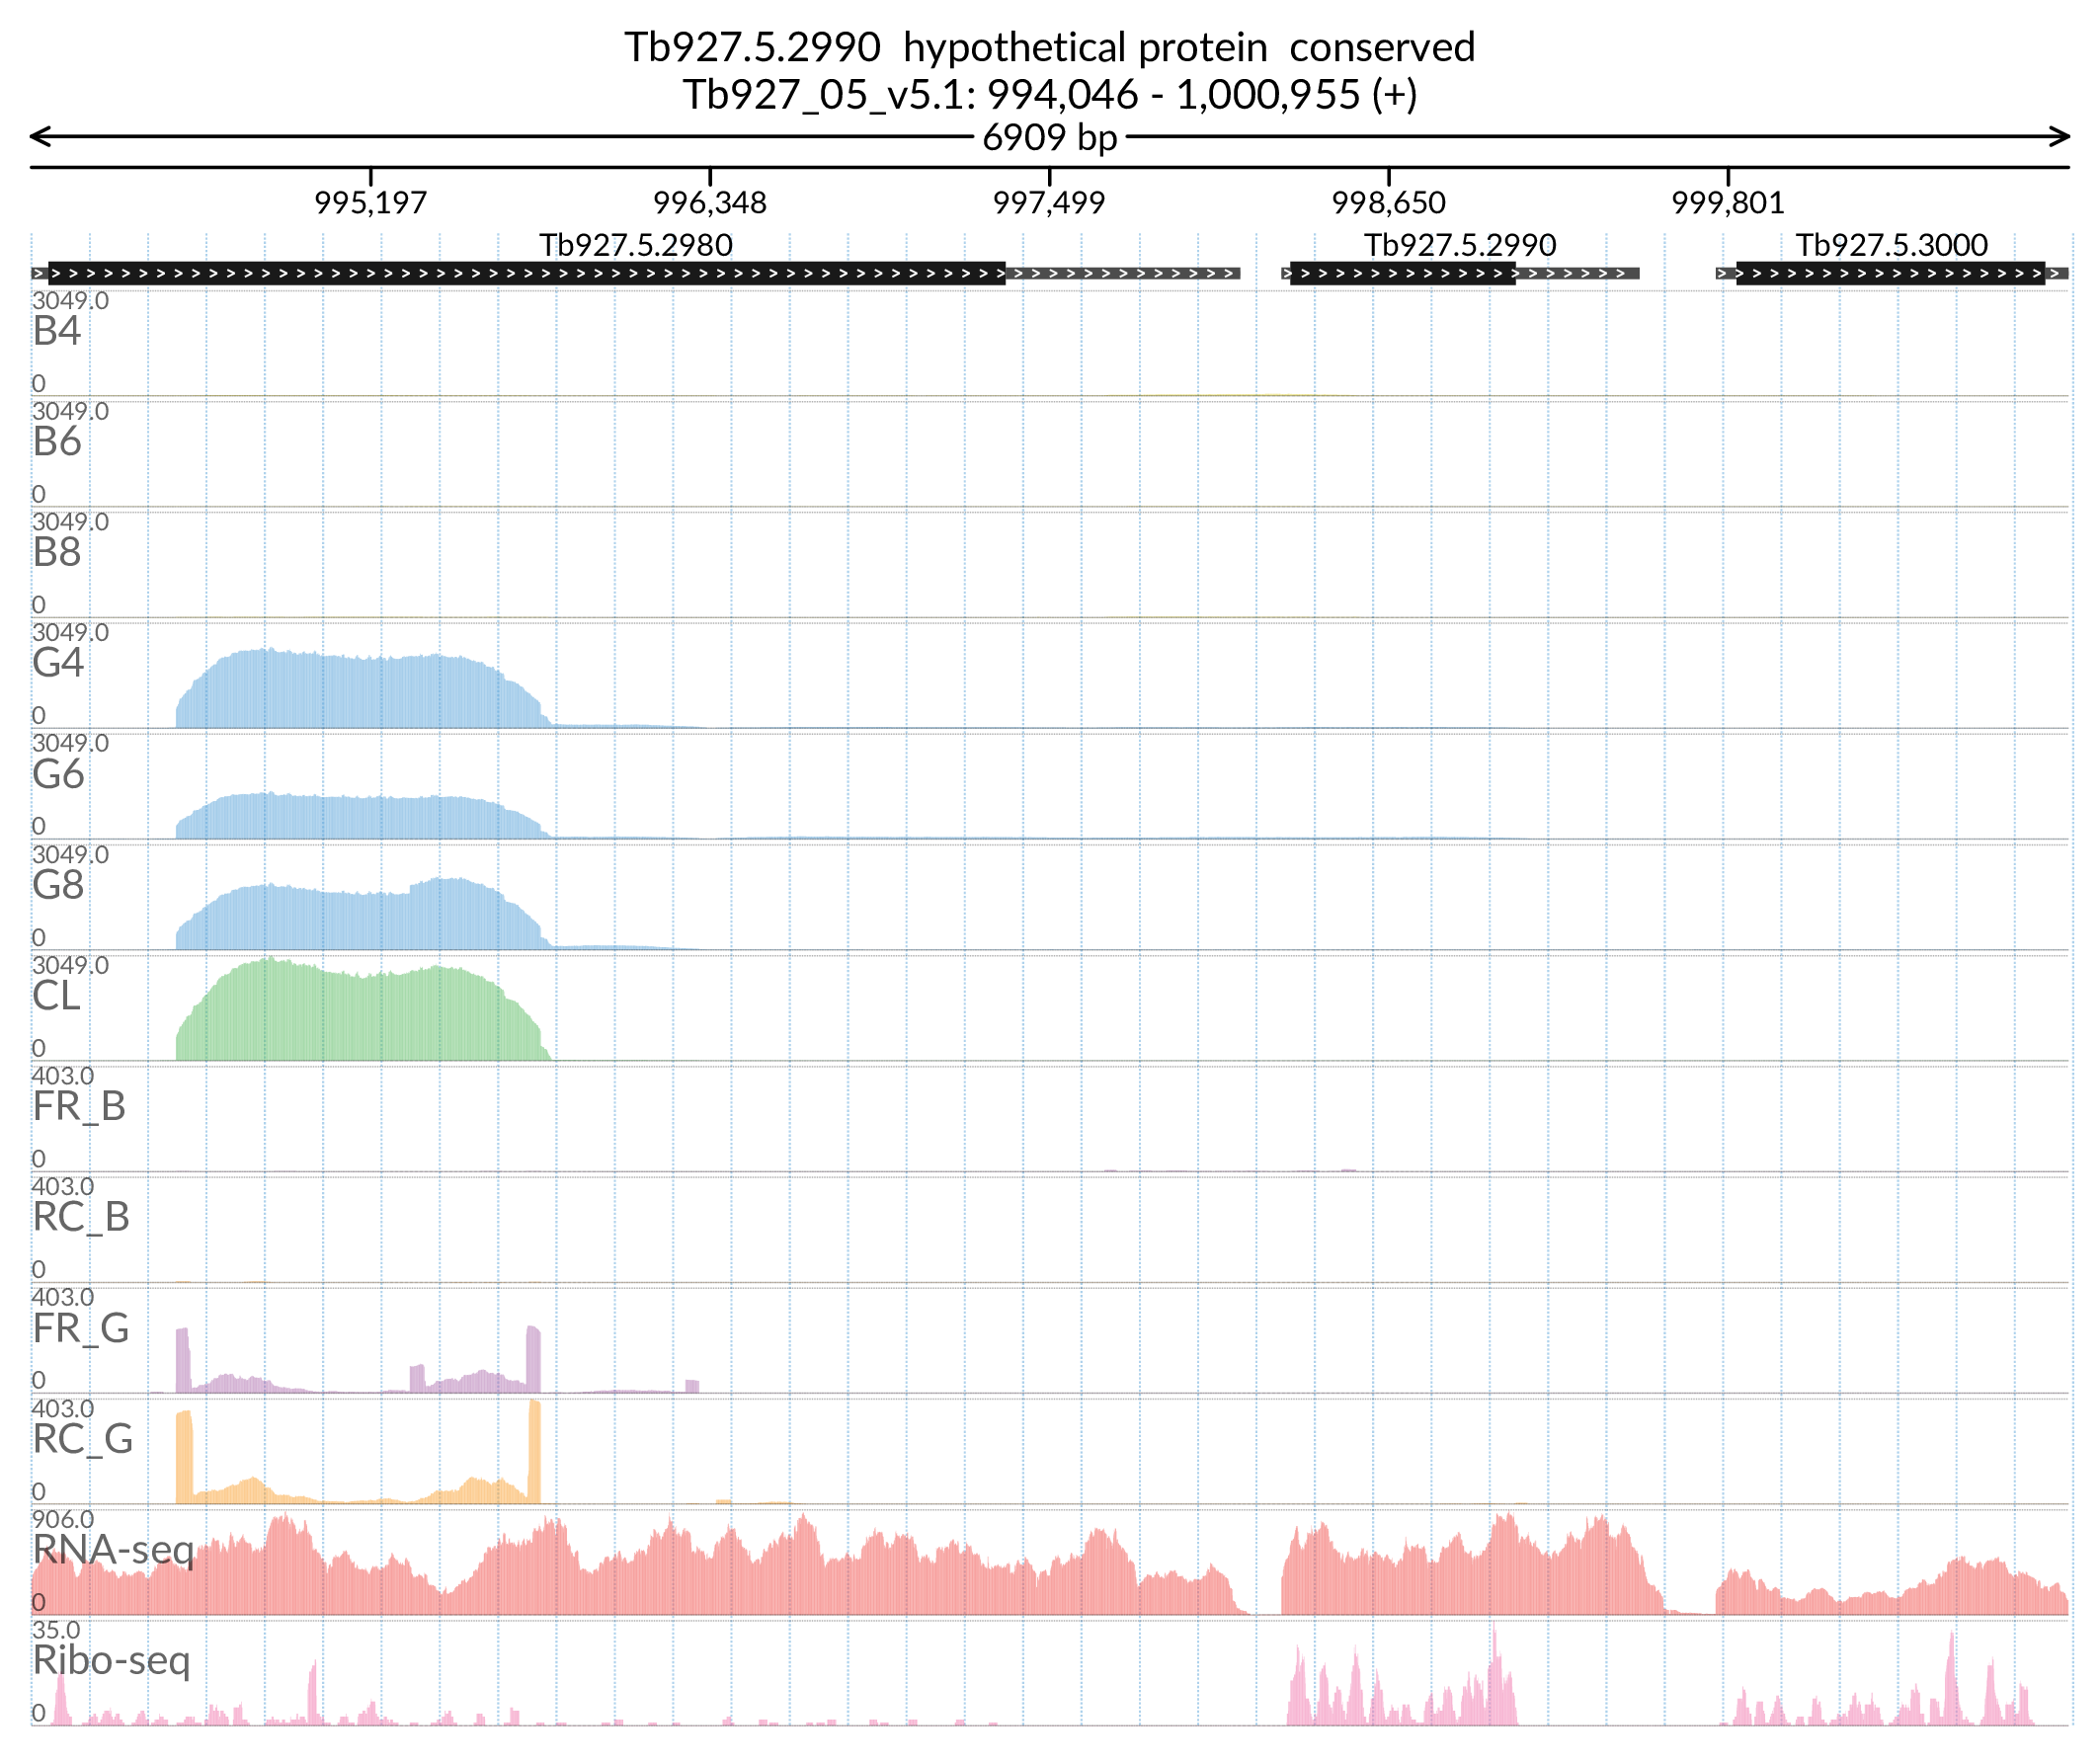 Tb927.5.2990 hypothetical protein conserved
Tb927_05_v5.1: 994,046 - 1,000,955 (+)
6909 bp
995,197 996,348 997,499 998,650 999,801
Tb927.5.2980 Tb927.5.2990 Tb927.5.3000
3049.0
B4
0
3049.0
B6
0
3049.0
B8
0
3049.0
G4
0
3049.0
G6
0
3049.0
G8
0
3049.0
CL
0
403.0
FR_B
0
403.0
RC_B
0
403.0
FR_G
0
403.0
RC_G
0
906.0
RNA-seq
0
35.0
Ribo-seq
0